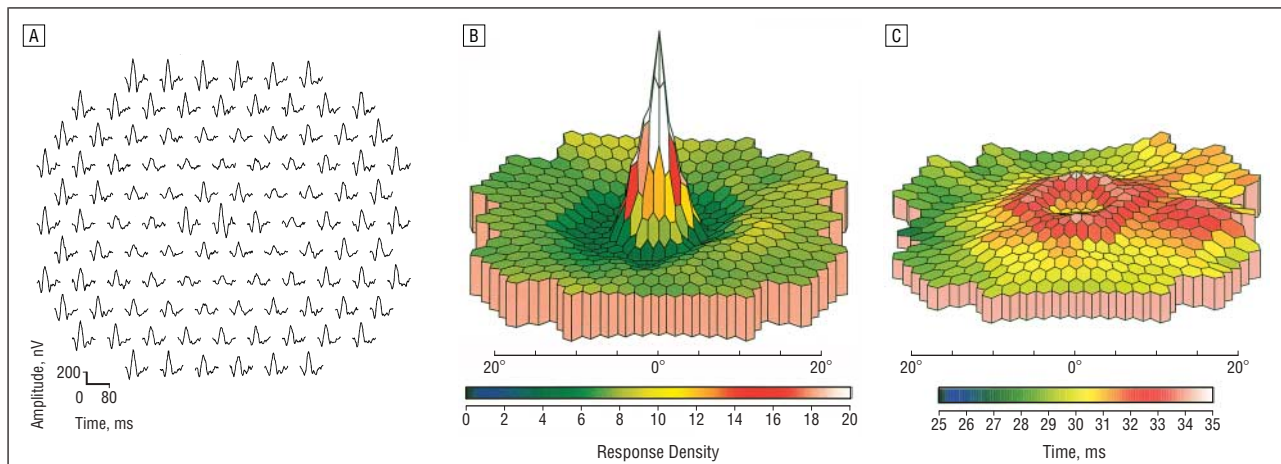 A
B
C
Amplitude, nV
200
0 80
Time, ms
20° 0° 20°
0 2 4 6 8 10 12 14 16 18 20
Response Density
20° 0° 20°
25 26 27 28 29 30 31 32 33 34 35
Time, ms